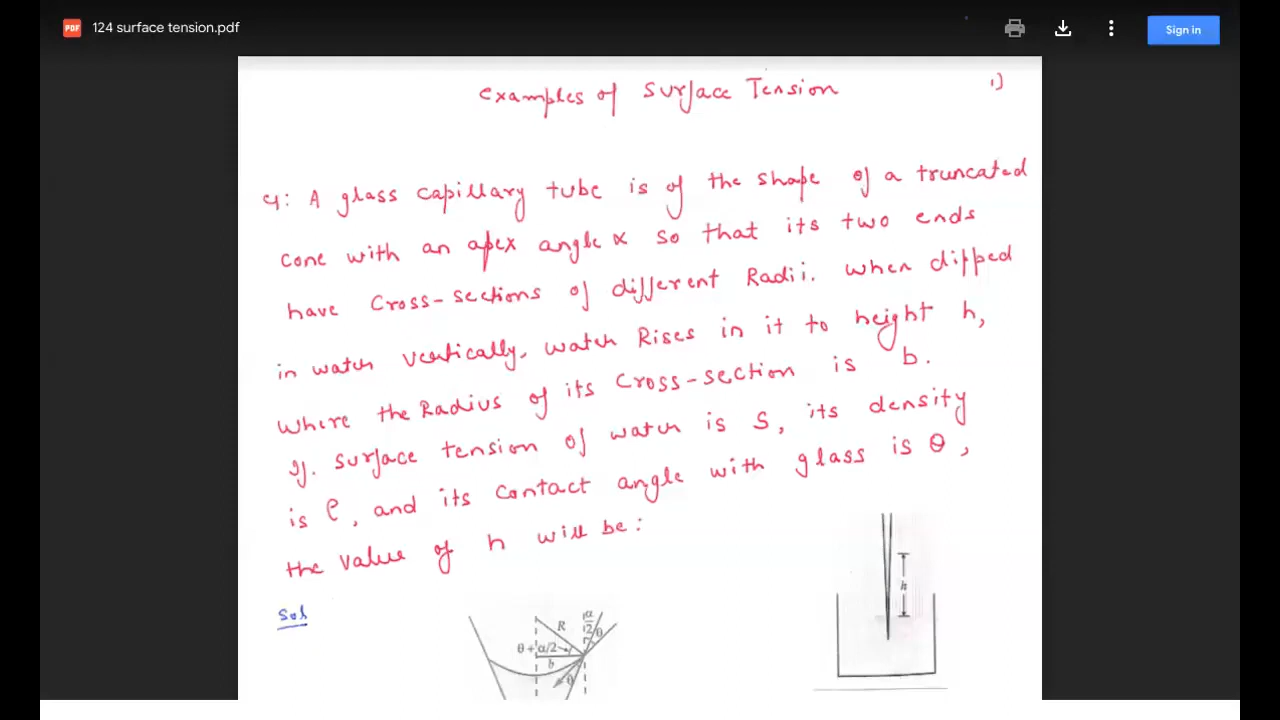 PDF 124 surface tension.pdf
Sign in
Examples of Surface Tension 1)
Q: A glass capillary tube is of the shape of a truncated
cone with an apex angle α so that its two ends
have cross-sections of different Radii. When dipped
in water vertically, water Rises in it to height h,
where the Radius of its cross-section is b.
If. surface tension of water is S, its density
is ρ, and its contact angle with glass is θ,
the value of h will be:
Sol
R
α/2
θ
θ + α/2
b
θ
h